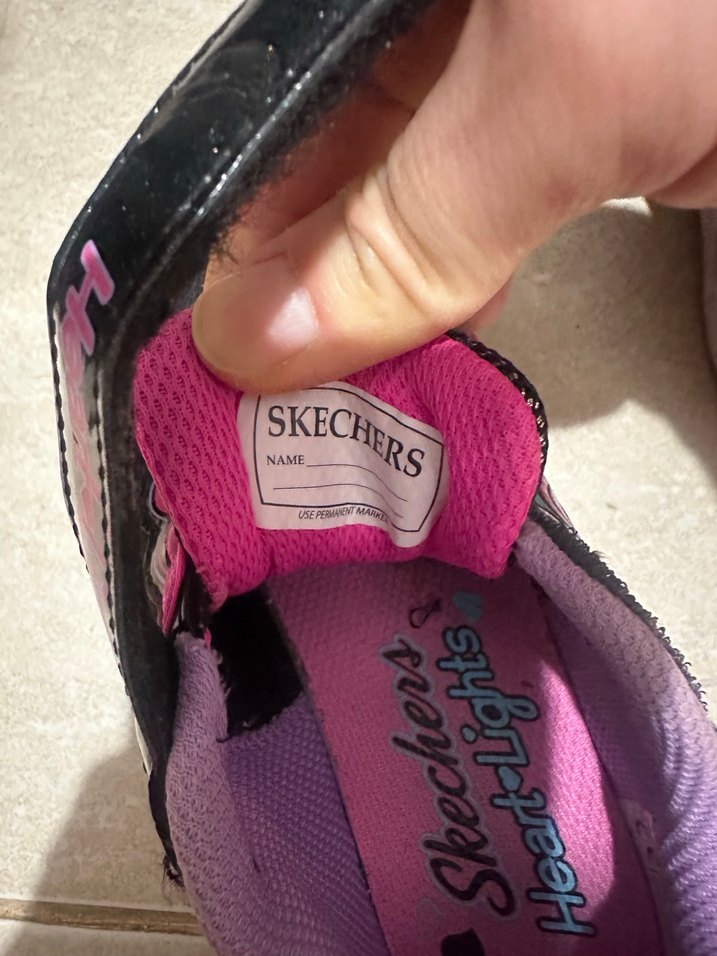 SKECHERS
NAME
USE PERMANENT MARKER
Skechers
Heart Lights